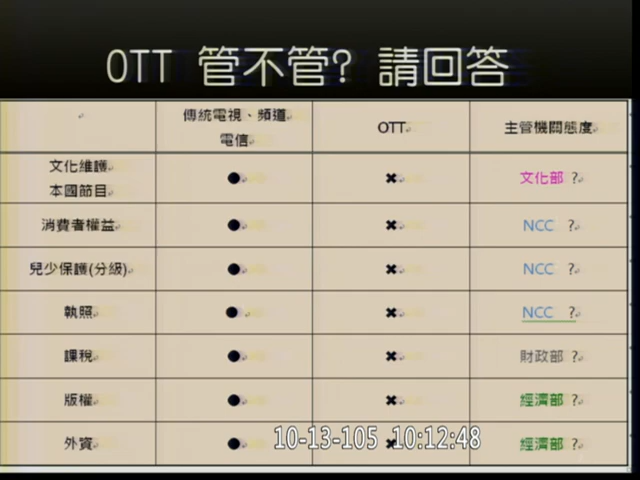 OTT 管不管? 請回答
傳統電視、頻道 電信 OTT 主管機關態度
文化維護 本國節目 ● ✖ 文化部 ?
消費者權益 ● ✖ NCC ?
兒少保護(分級) ● ✖ NCC ?
執照 ● ✖ NCC ?
課稅 ● ✖ 財政部 ?
版權 ● ✖ 經濟部 ?
外資 ● ✖ 經濟部 ?
10-13-105 10:12:48